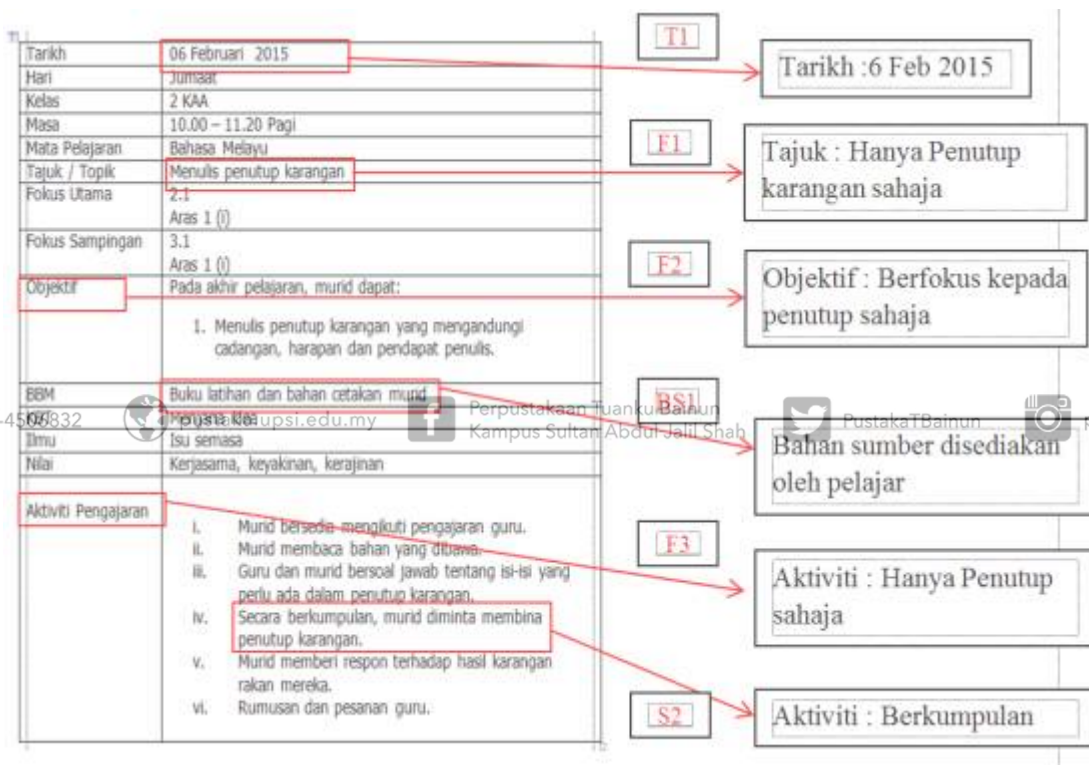 Tarikh 06 Februari 2015
Hari Jumaat
Kelas 2 KAA
Masa 10.00 – 11.20 Pagi
Mata Pelajaran Bahasa Melayu
Tajuk / Topik Menulis penutup karangan
Fokus Utama 2.1
Aras 1 (i)
Fokus Sampingan 3.1
Aras 1 (i)
Objektif Pada akhir pelajaran, murid dapat:
1. Menulis penutup karangan yang mengandungi
cadangan, harapan dan pendapat penulis.
BBM Buku latihan dan bahan cetakan murid
Menjana idea
Ilmu Isu semasa
Nilai Kerjasama, keyakinan, kerajinan
Aktiviti Pengajaran
i. Murid bersedia mengikuti pengajaran guru.
ii. Murid membaca bahan yang dibawa.
iii. Guru dan murid bersoal jawab tentang isi-isi yang
perlu ada dalam penutup karangan.
iv. Secara berkumpulan, murid diminta membina
penutup karangan.
v. Murid memberi respon terhadap hasil karangan
rakan mereka.
vi. Rumusan dan pesanan guru.
T1
Tarikh :6 Feb 2015
F1
Tajuk : Hanya Penutup
karangan sahaja
F2
Objektif : Berfokus kepada
penutup sahaja
BS1
Bahan sumber disediakan
oleh pelajar
F3
Aktiviti : Hanya Penutup
sahaja
S2
Aktiviti : Berkumpulan
Perpustakaan Tuanku Bainun
Kampus Sultan Abdul Jalil Shah
PustakaTBainun